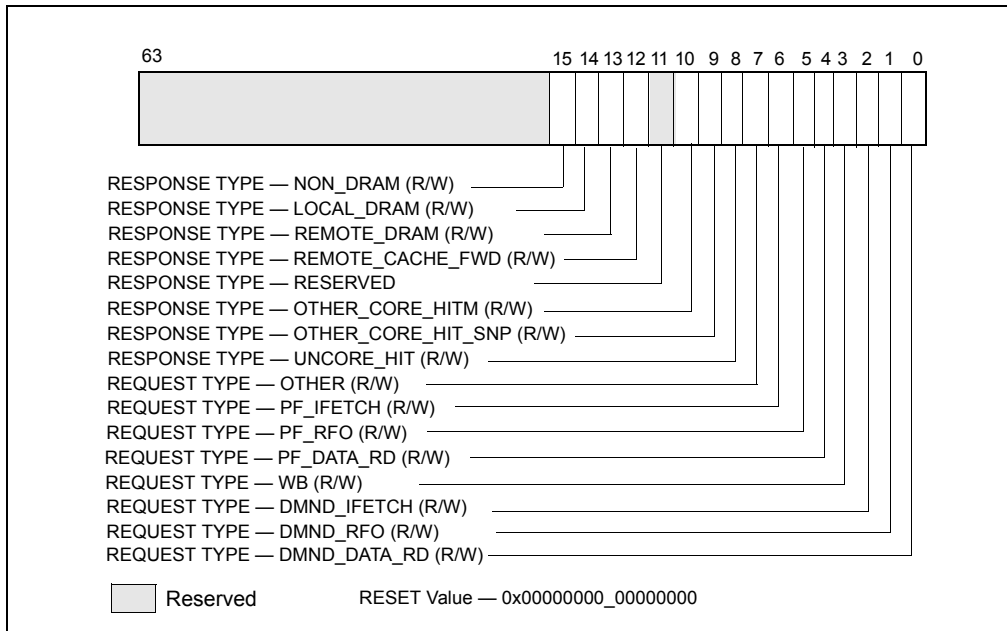 63 15 14 13 12 11 10 9 8 7 6 5 4 3 2 1 0
RESPONSE TYPE — NON_DRAM (R/W)
RESPONSE TYPE — LOCAL_DRAM (R/W)
RESPONSE TYPE — REMOTE_DRAM (R/W)
RESPONSE TYPE — REMOTE_CACHE_FWD (R/W)
RESPONSE TYPE — RESERVED
RESPONSE TYPE — OTHER_CORE_HITM (R/W)
RESPONSE TYPE — OTHER_CORE_HIT_SNP (R/W)
RESPONSE TYPE — UNCORE_HIT (R/W)
REQUEST TYPE — OTHER (R/W)
REQUEST TYPE — PF_IFETCH (R/W)
REQUEST TYPE — PF_RFO (R/W)
REQUEST TYPE — PF_DATA_RD (R/W)
REQUEST TYPE — WB (R/W)
REQUEST TYPE — DMND_IFETCH (R/W)
REQUEST TYPE — DMND_RFO (R/W)
REQUEST TYPE — DMND_DATA_RD (R/W)
Reserved RESET Value — 0x00000000_00000000